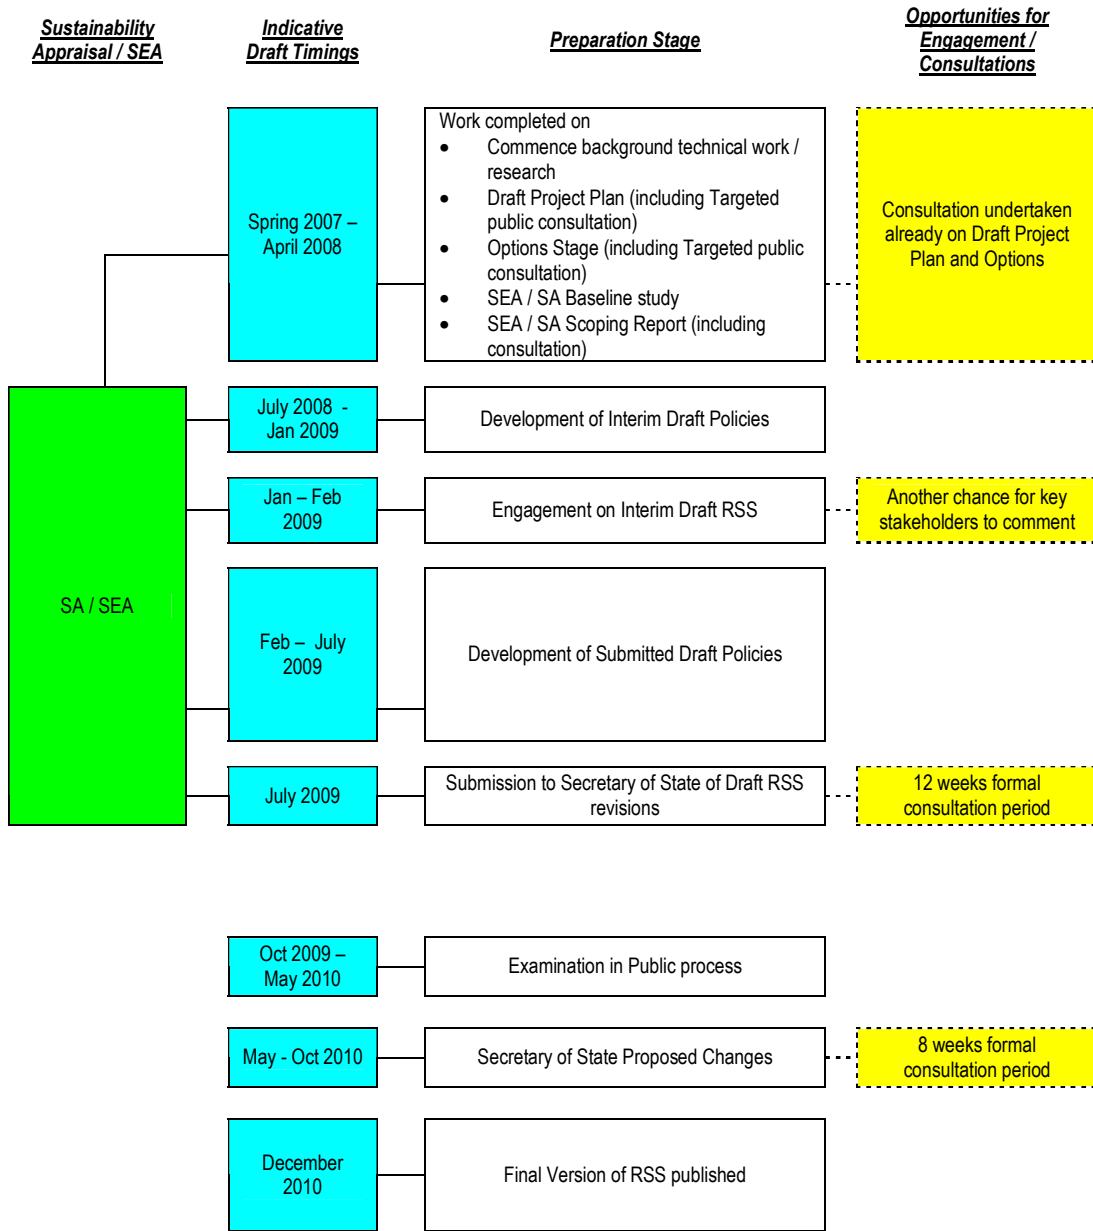 Sustainability
Appraisal / SEA
Indicative
Draft Timings
Preparation Stage
Opportunities for
Engagement /
Consultations
Spring 2007 –
April 2008
Work completed on
• Commence background technical work /
research
• Draft Project Plan (including Targeted
public consultation)
• Options Stage (including Targeted public
consultation)
• SEA / SA Baseline study
• SEA / SA Scoping Report (including
consultation)
Consultation undertaken
already on Draft Project
Plan and Options
SA / SEA
July 2008 -
Jan 2009
Development of Interim Draft Policies
Jan – Feb
2009
Engagement on Interim Draft RSS
Another chance for key
stakeholders to comment
Feb – July
2009
Development of Submitted Draft Policies
July 2009
Submission to Secretary of State of Draft RSS
revisions
12 weeks formal
consultation period
Oct 2009 –
May 2010
Examination in Public process
May - Oct 2010
Secretary of State Proposed Changes
8 weeks formal
consultation period
December
2010
Final Version of RSS published